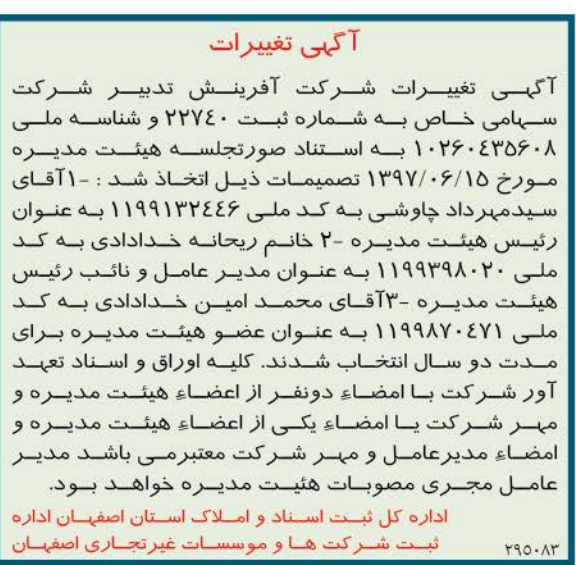 آگهی تغییرات
آگهی تغییرات شرکت آفرینش تدبیر شرکت
سهامی خاص به شماره ثبت ۲۲۷٤۰ و شناسه ملی
۱۰۲۶۰٤۳۵۶۰۸ به استناد صورتجلسه هیئت مدیره
مورخ ۱۳۹۷/۰۶/۱۵ تصمیمات ذیل اتخاذ شد : -۱آقای
سیدمهرداد چاوشی به کد ملی ۱۱۹۹۱۳۲٤٤۶ به عنوان
رئیس هیئت مدیره -۲ خانم ریحانه خدادادی به کد
ملی ۱۱۹۹۳۹۸۰۲۰ به عنوان مدیر عامل و نائب رئیس
هیئت مدیره -۳آقای محمد امین خدادادی به کد
ملی ۱۱۹۹۸۷۰٤۷۱ به عنوان عضو هیئت مدیره برای
مدت دو سال انتخاب شدند. کلیه اوراق و اسناد تعهد
آور شرکت با امضاءِ دونفر از اعضاءِ هیئت مدیره و
مهر شرکت یا امضاءِ یکی از اعضاءِ هیئت مدیره و
امضاءِ مدیرعامل و مهر شرکت معتبرمی باشد مدیر
عامل مجری مصوبات هئیت مدیره خواهد بود.
اداره کل ثبت اسناد و املاک استان اصفهان اداره
ثبت شرکت ها و موسسات غیرتجاری اصفهان
۲۹۵۰۸۳